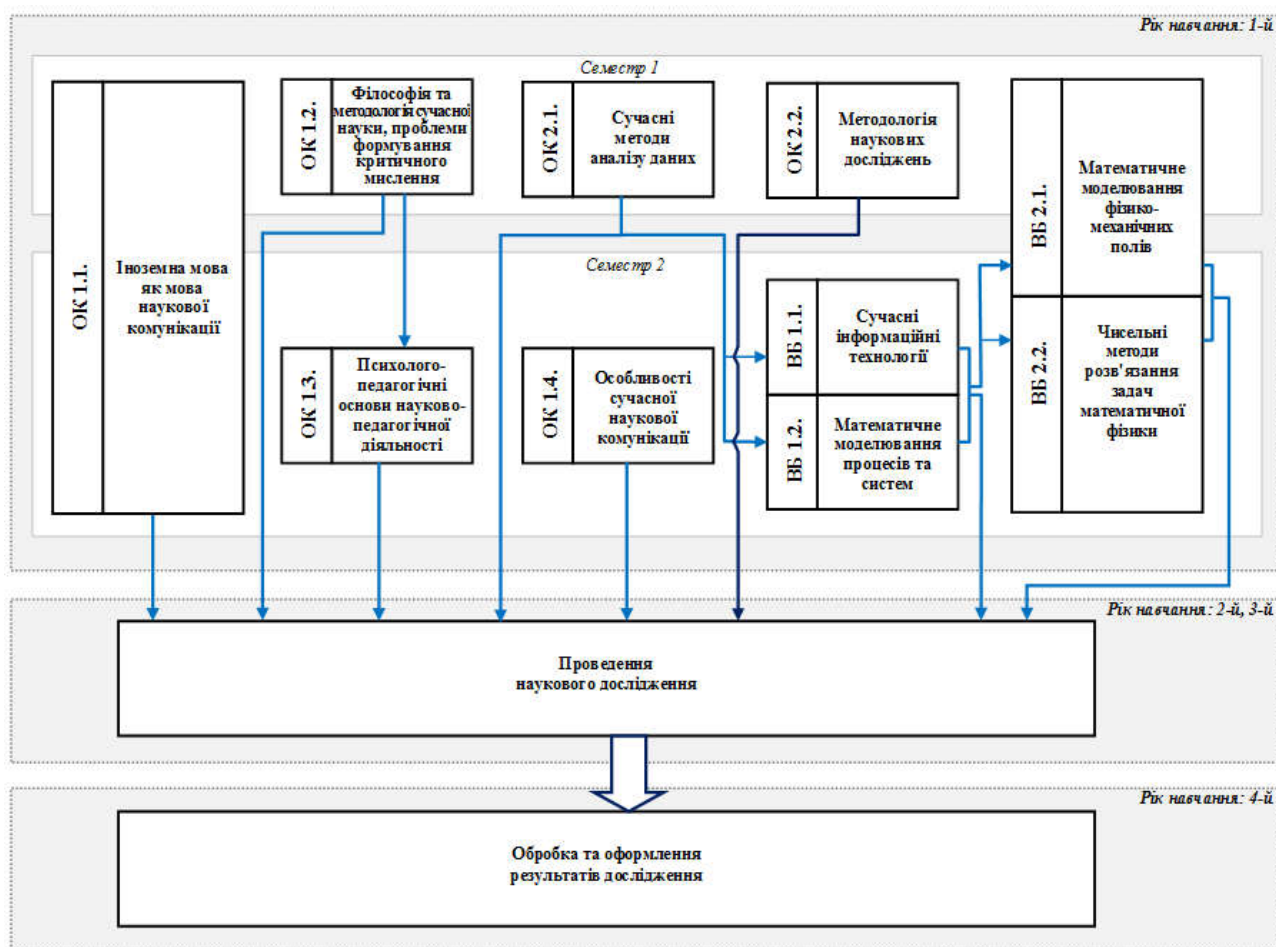 Рік навчання: 1-й
Семестр 1
ОК 1.1.
Іноземна мова
як мова
наукової
комунікації
ОК 1.2.
Філософія та
методологія сучасної
науки, проблеми
формування
критичного
мислення
ОК 2.1.
Сучасні
методи
аналізу даних
ОК 2.2.
Методологія
наукових
досліджень
ВБ 2.1.
Математичне
моделювання
фізико-
механічних
полів
Семестр 2
ОК 1.3.
Психолого-
педагогічні
основи науково-
педагогічної
діяльності
ОК 1.4.
Особливості
сучасної
наукової
комунікації
ВБ 1.1.
Сучасні
інформаційні
технології
ВБ 1.2.
Математичне
моделювання
процесів та
систем
ВБ 2.2.
Чисельні
методи
розв'язання
задач
математичної
фізики
Рік навчання: 2-й, 3-й
Проведення
наукового дослідження
Рік навчання: 4-й
Обробка та оформлення
результатів дослідження